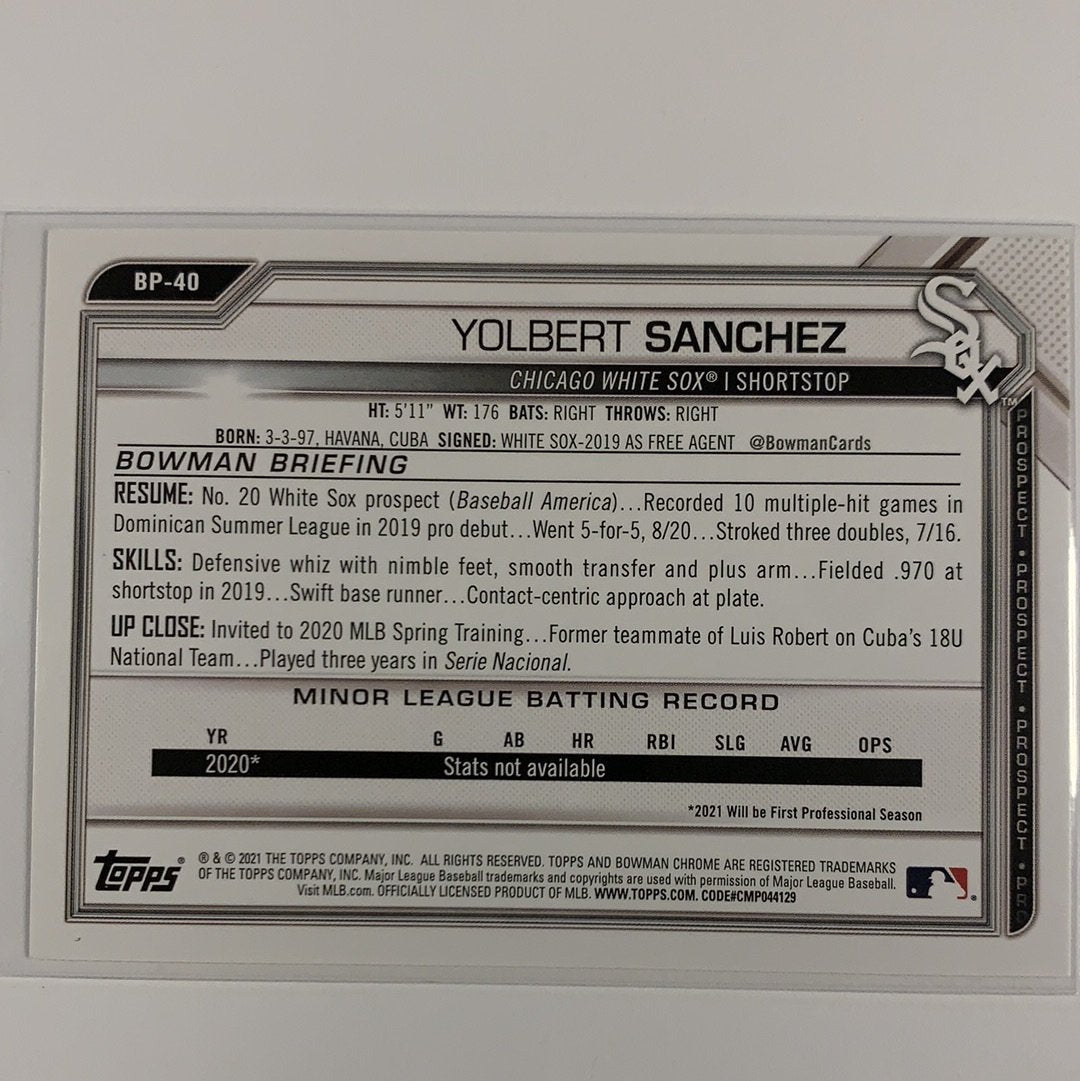 BP-40
YOLBERT SANCHEZ
Sox
CHICAGO WHITE SOX® | SHORTSTOP
TM
HT: 5'11" WT: 176 BATS: RIGHT THROWS: RIGHT
BORN: 3-3-97, HAVANA, CUBA SIGNED: WHITE SOX-2019 AS FREE AGENT @BowmanCards
BOWMAN BRIEFING
RESUME: No. 20 White Sox prospect (Baseball America)...Recorded 10 multiple-hit games in
Dominican Summer League in 2019 pro debut...Went 5-for-5, 8/20...Stroked three doubles, 7/16.
SKILLS: Defensive whiz with nimble feet, smooth transfer and plus arm...Fielded .970 at
shortstop in 2019...Swift base runner...Contact-centric approach at plate.
UP CLOSE: Invited to 2020 MLB Spring Training...Former teammate of Luis Robert on Cuba's 18U
National Team...Played three years in Serie Nacional.
MINOR LEAGUE BATTING RECORD
YR G AB HR RBI SLG AVG OPS
2020* Stats not available
*2021 Will be First Professional Season
PROSPECT • PROSPECT • PROSPECT • PRO
topps®
® & © 2021 THE TOPPS COMPANY, INC. ALL RIGHTS RESERVED. TOPPS AND BOWMAN CHROME ARE REGISTERED TRADEMARKS
OF THE TOPPS COMPANY, INC. Major League Baseball trademarks and copyrights are used with permission of Major League Baseball.
Visit MLB.com. OFFICIALLY LICENSED PRODUCT OF MLB. WWW.TOPPS.COM. CODE#CMP044129
®